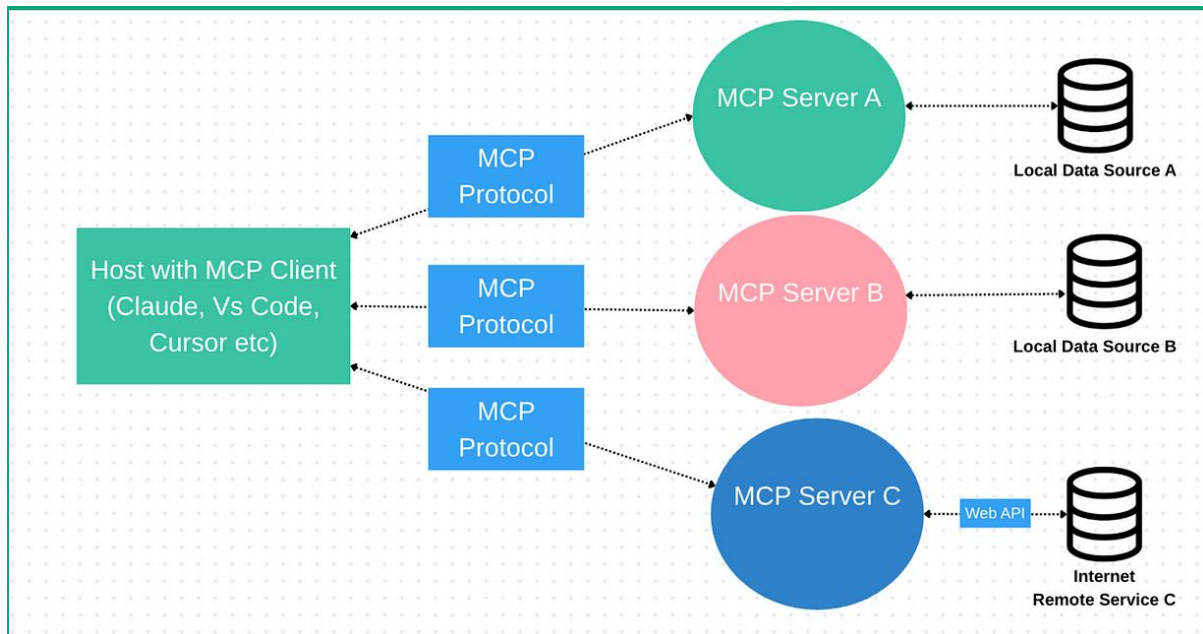 MCP Server A
MCP
Protocol
Local Data Source A
Host with MCP Client
(Claude, Vs Code,
Cursor etc)
MCP
Protocol
MCP Server B
Local Data Source B
MCP
Protocol
MCP Server C
Web API
Internet
Remote Service C